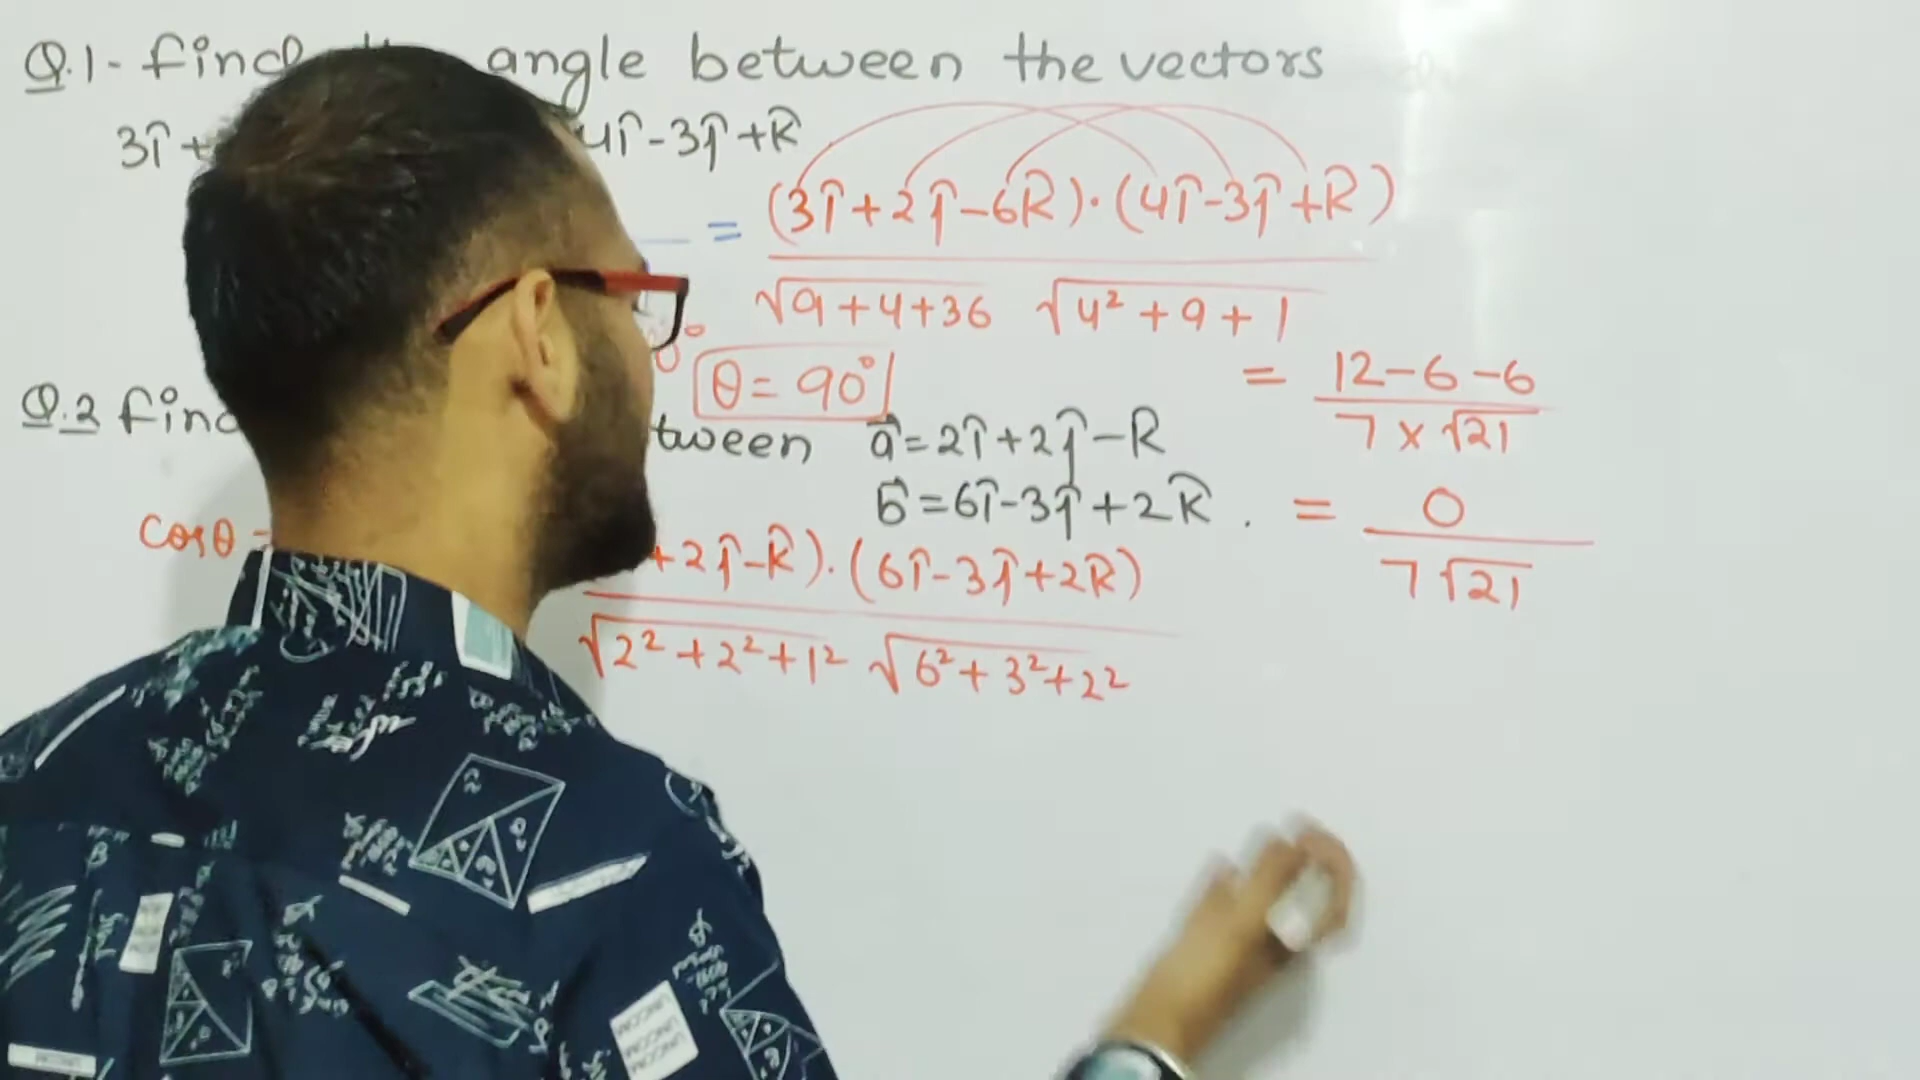 Q.1- find angle between the vectors
3î+ 4î-3ĵ+k̂
= (3î+2ĵ-6k̂)·(4î-3ĵ+k̂)
√9+4+36 √4²+9+1
θ=90°
= 12-6-6
7×√21
Q.2 find tween a⃗=2î+2ĵ-k
b⃗=6î-3ĵ+2k̂.
= 0
7√21
cosθ = +2ĵ-k̂)·(6î-3ĵ+2k̂)
√2²+2²+1² √6²+3²+2²